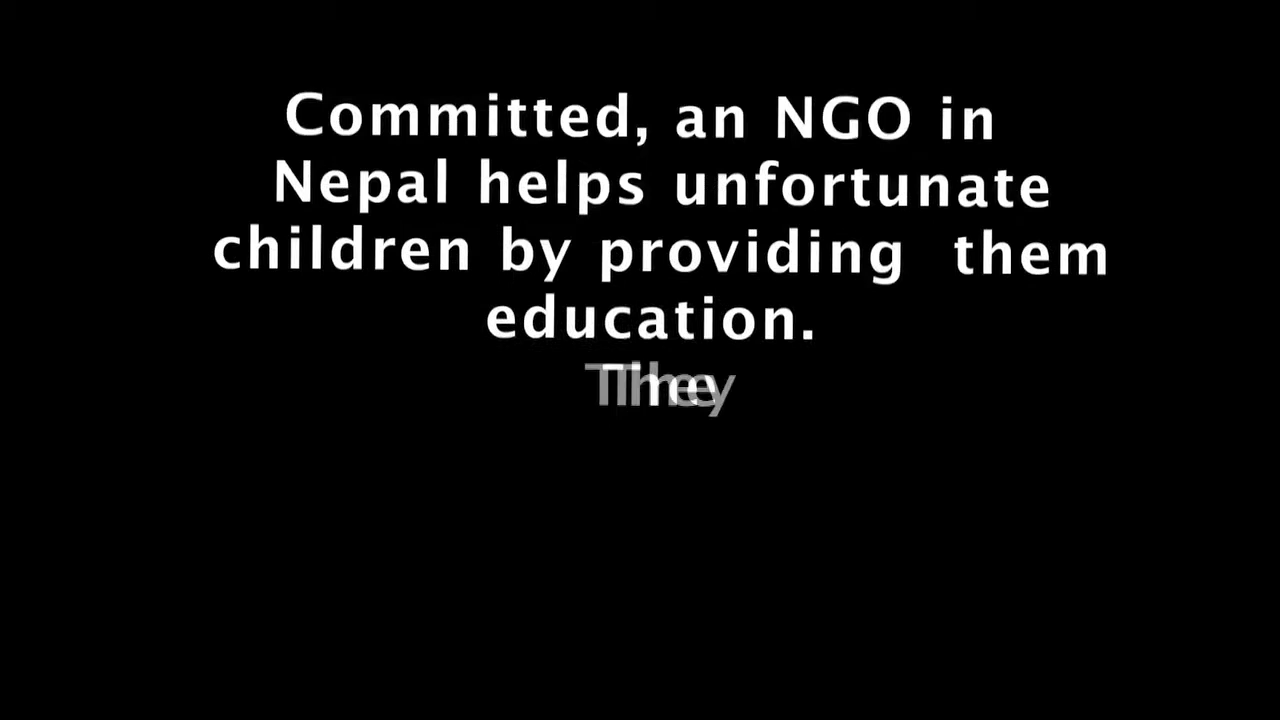 Committed, an NGO in
Nepal helps unfortunate
children by providing  them
education.
They